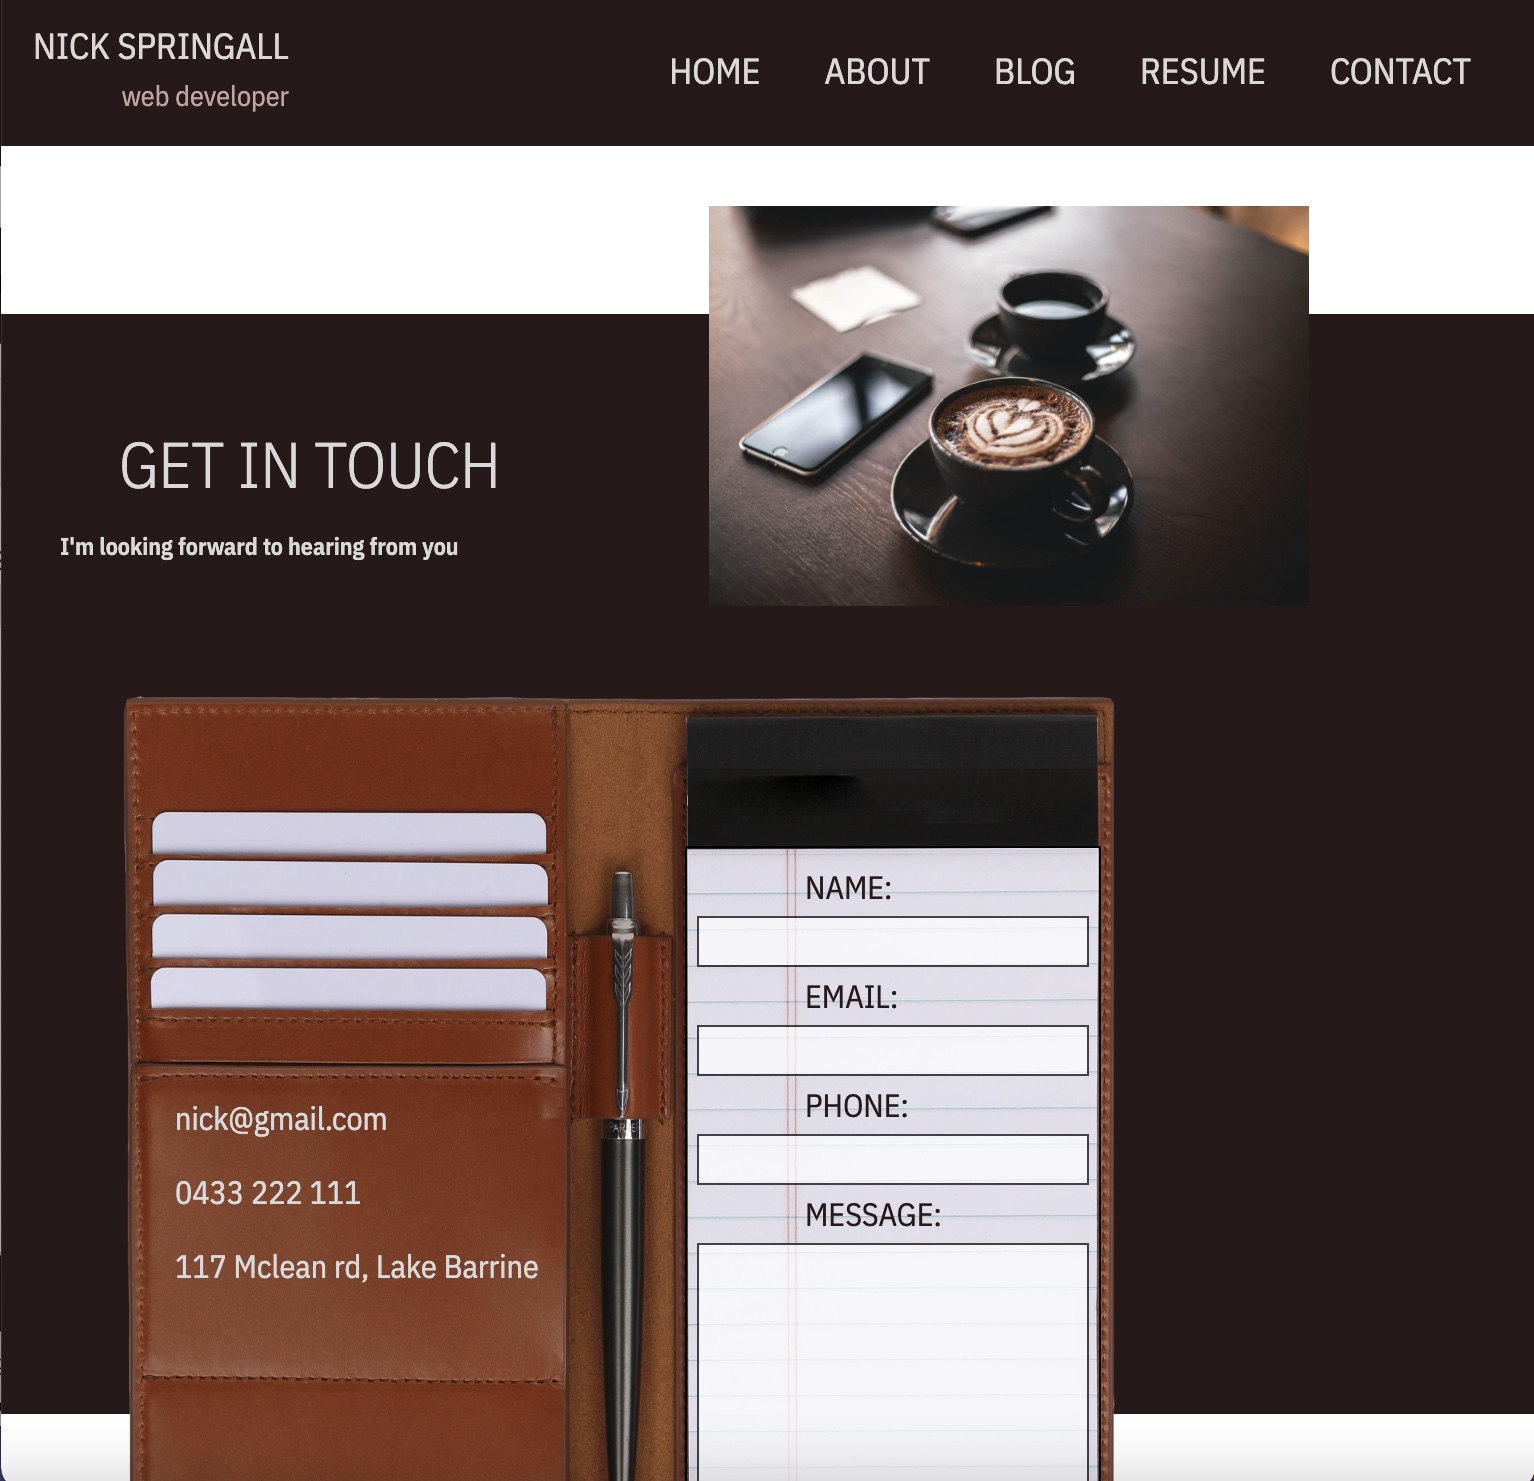 NICK SPRINGALL
web developer
HOME ABOUT BLOG RESUME CONTACT
GET IN TOUCH
I'm looking forward to hearing from you
nick@gmail.com
0433 222 111
117 Mclean rd, Lake Barrine
PARKER
NAME:
EMAIL:
PHONE:
MESSAGE: